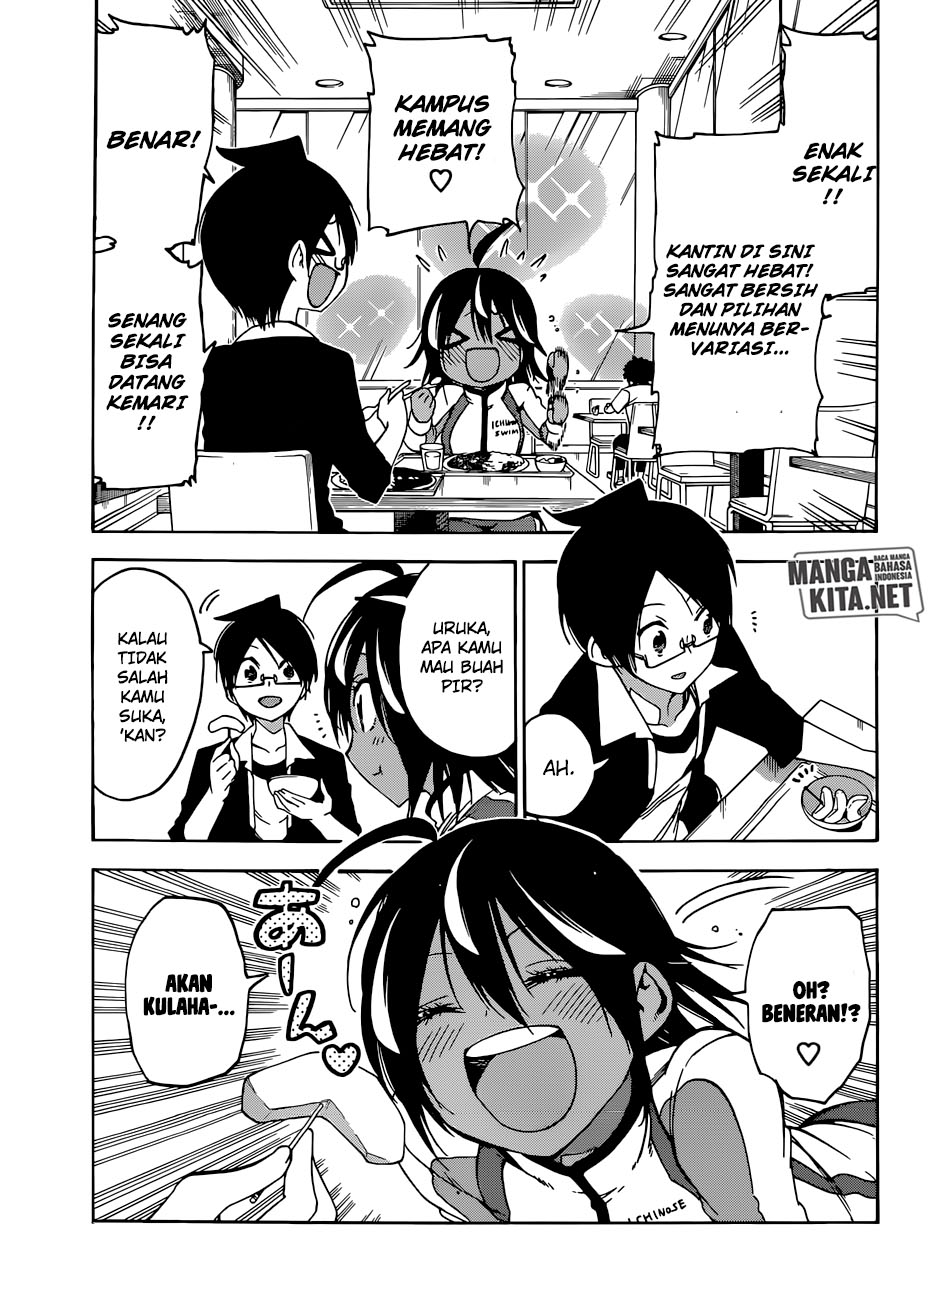 ENAK
SEKALI
!!
KANTIN DI SINI
SANGAT HEBAT!
SANGAT BERSIH
DAN PILIHAN
MENUNYA BER-
VARIASI...
KAMPUS
MEMANG
HEBAT!
♡
BENAR!
SENANG
SEKALI
BISA
DATANG
KEMARI
!!
SWIM
MANGA
KITA.NET
BACA MANGA
BAHASA
INDONESIA
AH.
URUKA,
APA KAMU
MAU BUAH
PIR?
KALAU
TIDAK
SALAH
KAMU
SUKA,
'KAN?
OH?
BENERAN!?
♡
あーん♥
AKAN
KULAHA-...
ICHINOSE